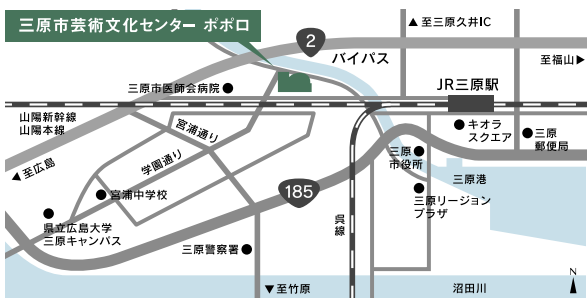 三原市芸術文化センター ポポロ
2
バイパス
▲至三原久井IC
至福山▶
三原市医師会病院
JR三原駅
山陽新幹線
山陽本線
宮浦通り
キオラ
スクエア
三原
郵便局
学園通り
三原
市役所
◀至広島
三原港
宮浦中学校
185
三原リージョン
プラザ
県立広島大学
三原キャンパス
呉線
三原警察署
▼至竹原
沼田川
N